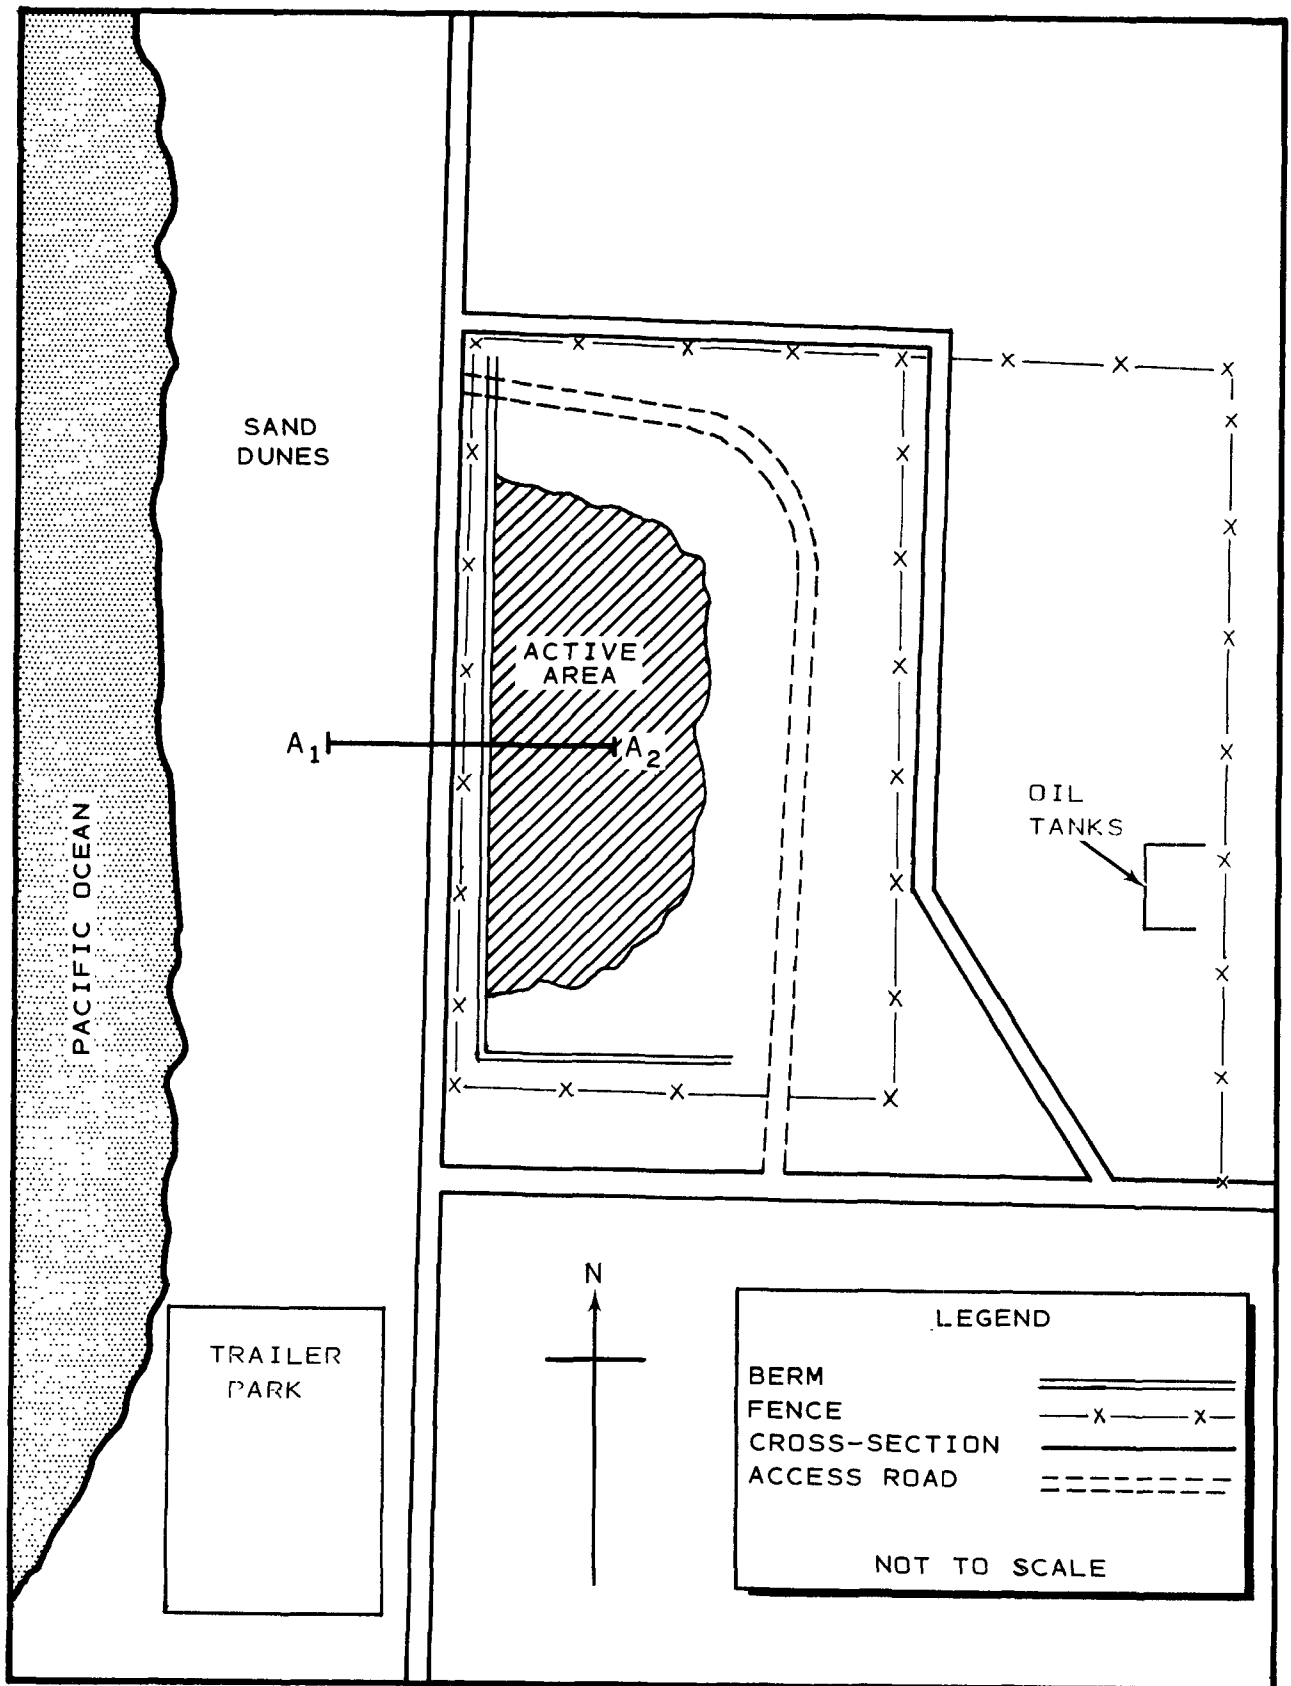 SAND
DUNES
ACTIVE
AREA
A1
A2
OIL
TANKS
PACIFIC OCEAN
N
TRAILER
PARK
LEGEND
BERM
FENCE
CROSS-SECTION
ACCESS ROAD
NOT TO SCALE